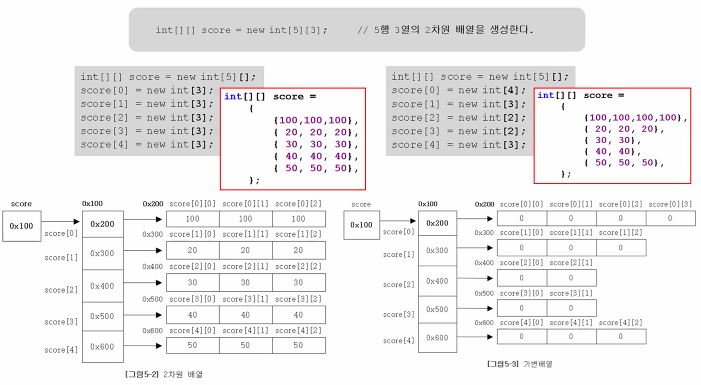 int[][] score = new int[5][3];     // 5행 3열의 2차원 배열을 생성한다.
int[][] score = new int[5][];
score[0] = new int[3];
score[1] = new int[3];
score[2] = new int[3];
score[3] = new int[3];
score[4] = new int[3];
int[][] score =
{
{100,100,100},
{ 20, 20, 20},
{ 30, 30, 30},
{ 40, 40, 40},
{ 50, 50, 50},
};
int[][] score = new int[5][];
score[0] = new int[4];
score[1] = new int[3];
score[2] = new int[2];
score[3] = new int[2];
score[4] = new int[3];
int[][] score =
{
{100,100,100,100},
{ 20, 20, 20},
{ 30, 30},
{ 40, 40},
{ 50, 50, 50},
};
score 0x100 0x200 score[0][0] score[0][1] score[0][2]
0x100 0x200 100 100 100
score[0] 0x300 score[1][0] score[1][1] score[1][2]
score[1] 0x300 20 20 20
0x400 score[2][0] score[2][1] score[2][2]
score[2] 0x400 30 30 30
0x500 score[3][0] score[3][1] score[3][2]
score[3] 0x500 40 40 40
0x600 score[4][0] score[4][1] score[4][2]
score[4] 0x600 50 50 50
[그림5-2] 2차원 배열
score 0x100 0x200 score[0][0] score[0][1] score[0][2] score[0][3]
0x100 0x200 0 0 0 0
score[0] 0x300 score[1][0] score[1][1] score[1][2]
score[1] 0x300 0 0 0
0x400 score[2][0] score[2][1]
score[2] 0x400 0 0
0x500 score[3][0] score[3][1]
score[3] 0x500 0 0
0x600 score[4][0] score[4][1] score[4][2]
score[4] 0x600 0 0 0
[그림5-3] 가변배열